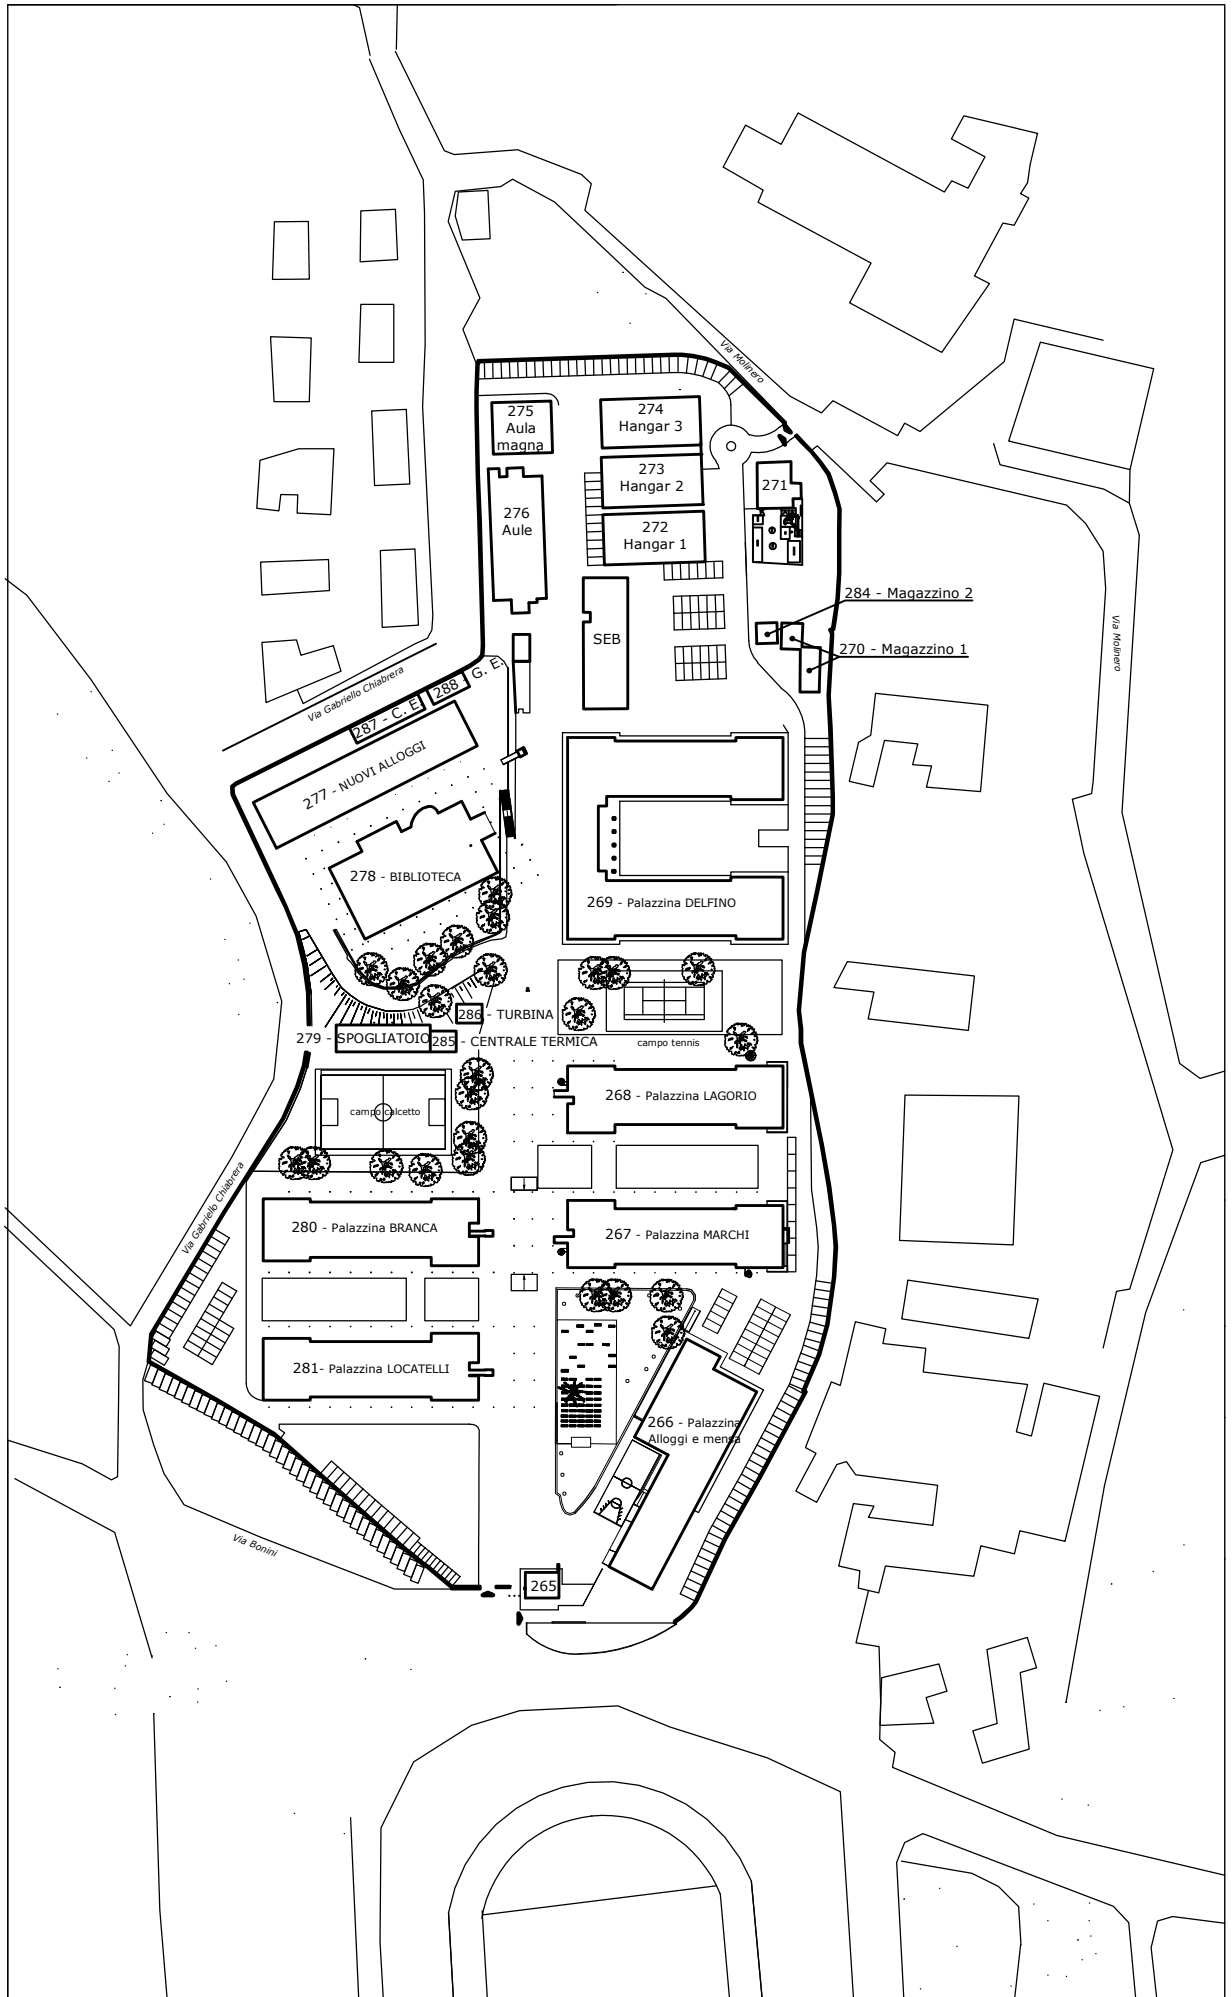 Via Molinero
275
Aula
magna
274
Hangar 3
273
Hangar 2
271
276
Aule
272
Hangar 1
284 - Magazzino 2
Via Molinero
SEB
270 - Magazzino 1
Via Gabriello Chiabrera
288 - G. E.
287 - C. E.
277 - NUOVI ALLOGGI
278 - BIBLIOTECA
269 - Palazzina DELFINO
286 - TURBINA
279 - SPOGLIATOIO
285 - CENTRALE TERMICA
campo tennis
268 - Palazzina LAGORIO
campo calcetto
Via Gabriello Chiabrera
280 - Palazzina BRANCA
267 - Palazzina MARCHI
281- Palazzina LOCATELLI
266 - Palazzina
Alloggi e mensa
Via Bonini
265